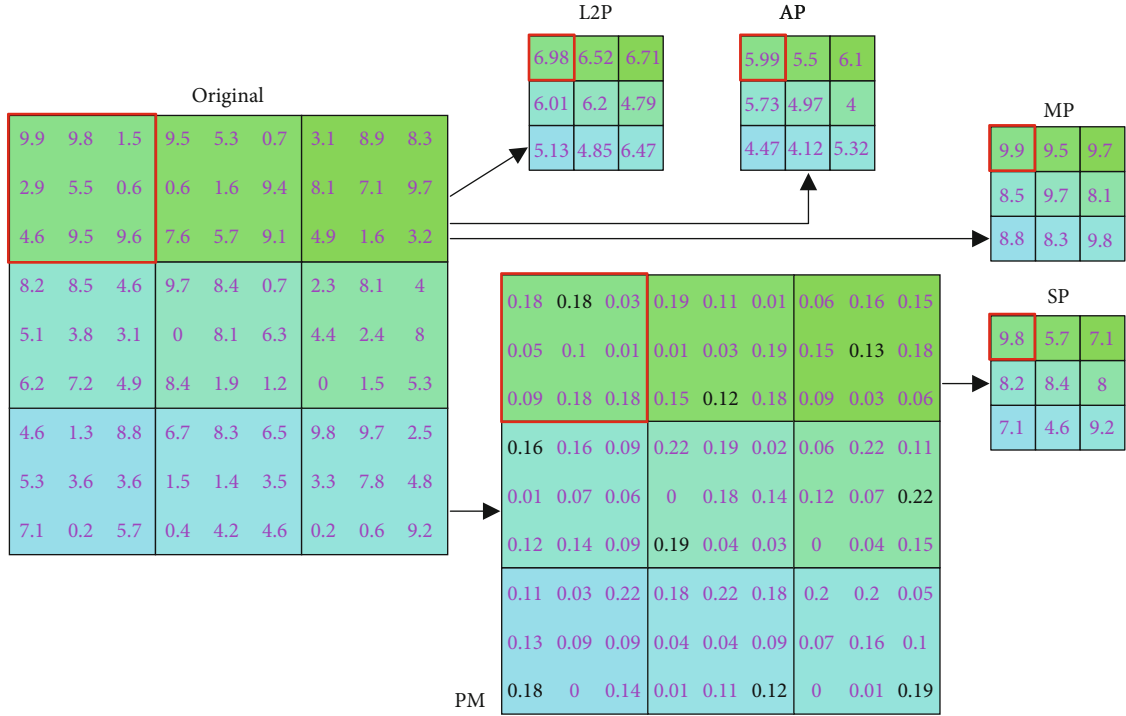 L2P
6.98 6.52 6.71
6.01 6.2 4.79
5.13 4.85 6.47
AP
5.99 5.5 6.1
5.73 4.97 4
4.47 4.12 5.32
Original
9.9 9.8 1.5 9.5 5.3 0.7 3.1 8.9 8.3
2.9 5.5 0.6 0.6 1.6 9.4 8.1 7.1 9.7
4.6 9.5 9.6 7.6 5.7 9.1 4.9 1.6 3.2
8.2 8.5 4.6 9.7 8.4 0.7 2.3 8.1 4
5.1 3.8 3.1 0 8.1 6.3 4.4 2.4 8
6.2 7.2 4.9 8.4 1.9 1.2 0 1.5 5.3
4.6 1.3 8.8 6.7 8.3 6.5 9.8 9.7 2.5
5.3 3.6 3.6 1.5 1.4 3.5 3.3 7.8 4.8
7.1 0.2 5.7 0.4 4.2 4.6 0.2 0.6 9.2
MP
9.9 9.5 9.7
8.5 9.7 8.1
8.8 8.3 9.8
0.18 0.18 0.03 0.19 0.11 0.01 0.06 0.16 0.15
0.05 0.1 0.01 0.01 0.03 0.19 0.15 0.13 0.18
0.09 0.18 0.18 0.15 0.12 0.18 0.09 0.03 0.06
0.16 0.16 0.09 0.22 0.19 0.02 0.06 0.22 0.11
0.01 0.07 0.06 0 0.18 0.14 0.12 0.07 0.22
0.12 0.14 0.09 0.19 0.04 0.03 0 0.04 0.15
0.11 0.03 0.22 0.18 0.22 0.18 0.2 0.2 0.05
0.13 0.09 0.09 0.04 0.04 0.09 0.07 0.16 0.1
0.18 0 0.14 0.01 0.11 0.12 0 0.01 0.19
PM
SP
9.8 5.7 7.1
8.2 8.4 8
7.1 4.6 9.2